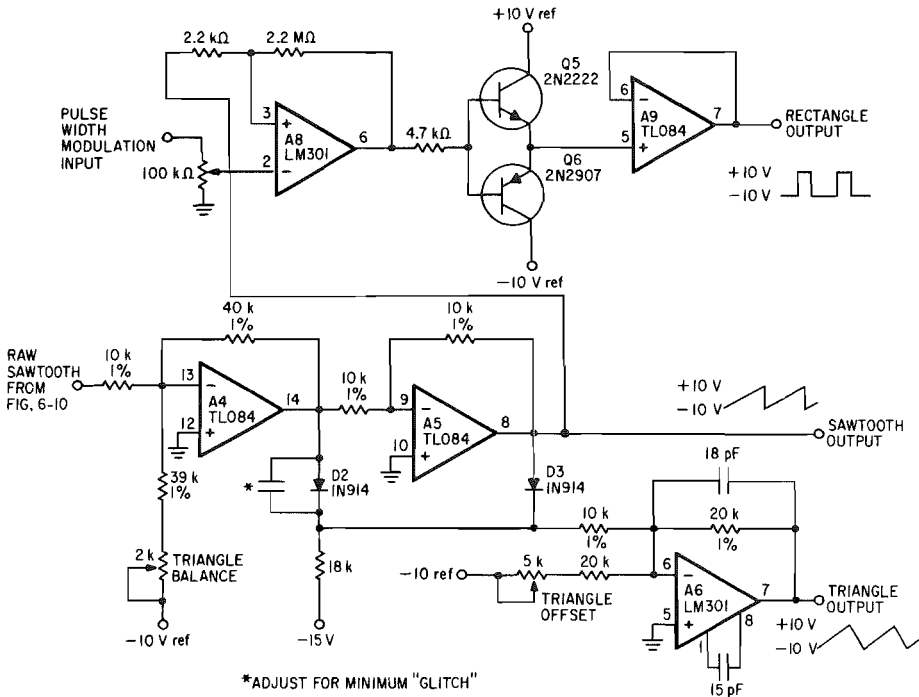 +10 V ref
2.2 kΩ
2.2 MΩ
Q5
2N2222
PULSE
WIDTH
MODULATION
INPUT
3
+
A8
LM301
6
4.7 kΩ
2
−
100 kΩ
6
−
A9
TL084
7
5
+
RECTANGLE
OUTPUT
Q6
2N2907
+10 V
−10 V
−10 V ref
40 k
1%
10 k
1%
RAW
SAWTOOTH
FROM
FIG. 6-10
10 k
1%
13
−
A4
TL084
14
12
+
10 k
1%
9
−
A5
TL084
8
10
+
+10 V
−10 V
SAWTOOTH
OUTPUT
18 pF
39 k
1%
*
D2
1N914
D3
1N914
10 k
1%
20 k
1%
2 k
TRIANGLE
BALANCE
18 k
−10 ref
5 k
20 k
TRIANGLE
OFFSET
6
−
A6
LM301
7
5
+
1
8
TRIANGLE
OUTPUT
+10 V
−10 V
−10 V ref
−15 V
15 pF
*ADJUST FOR MINIMUM "GLITCH"